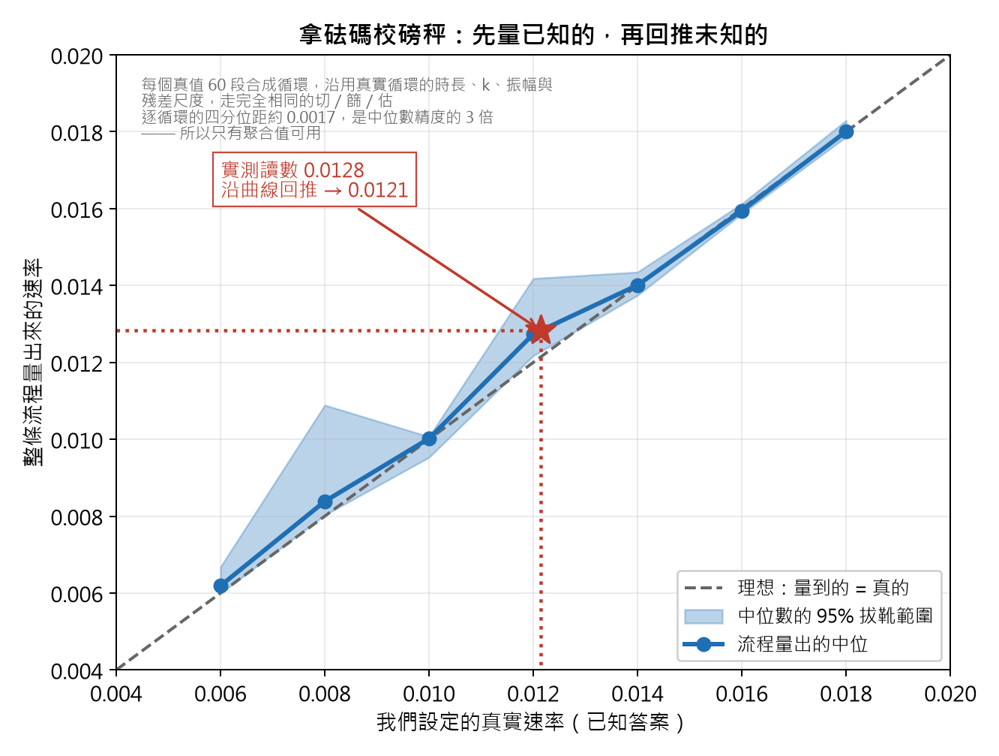 拿砝碼校磅秤：先量已知的，再回推未知的
0.020
0.018
0.016
0.014
0.012
0.010
0.008
0.006
0.004
整條流程量出來的速率
每個真值 60 段合成循環，沿用真實循環的時長、k、振幅與
殘差尺度，走完全相同的切 / 篩 / 估
逐循環的四分位距約 0.0017，是中位數精度的 3 倍
—— 所以只有聚合值可用
實測讀數 0.0128
沿曲線回推 → 0.0121
理想：量到的 = 真的
中位數的 95% 拔靴範圍
流程量出的中位
0.004
0.006
0.008
0.010
0.012
0.014
0.016
0.018
0.020
我們設定的真實速率（已知答案）